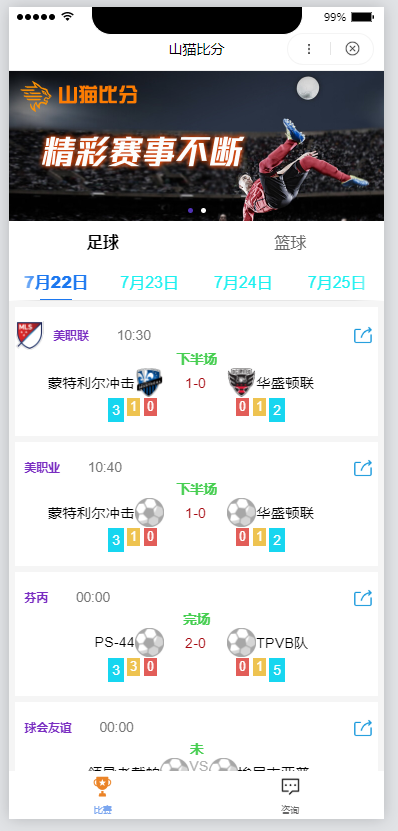 99%
山猫比分
山猫比分
精彩赛事不断
足球 篮球
7月22日 7月23日 7月24日 7月25日
MLS 美职联 10:30
下半场
蒙特利尔冲击 1-0 华盛顿联
3 1 0 0 1 2
美职业 10:40
下半场
蒙特利尔冲击 1-0 华盛顿联
3 1 0 0 1 2
芬丙 00:00
完场
PS-44 2-0 TPVB队
3 3 0 0 1 5
球会友谊 00:00
未
VS
比赛 咨询